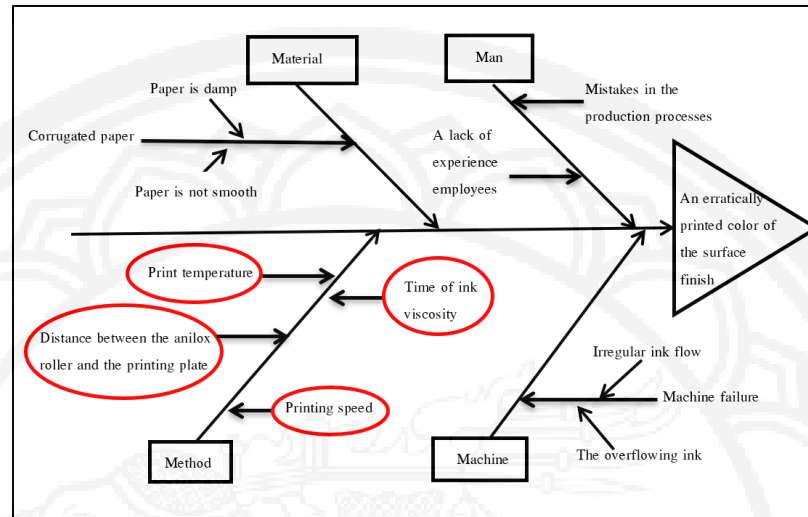 Material
Man
Paper is damp
Corrugated paper
Paper is not smooth
Mistakes in the
production processes
A lack of
experience
employees
An erratically
printed color of
the surface
finish
Print temperature
Time of ink
viscosity
Distance between the anilox
roller and the printing plate
Printing speed
Irregular ink flow
Machine failure
The overflowing ink
Method
Machine